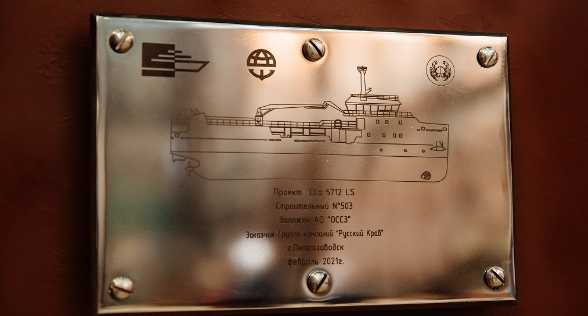 Проект CCa 5712 LS
Строительный №503
Заложен АО "ОССЗ"
Заказчик Группа компаний "Русский Краб"
г.Петрозаводск
февраль 2021г.